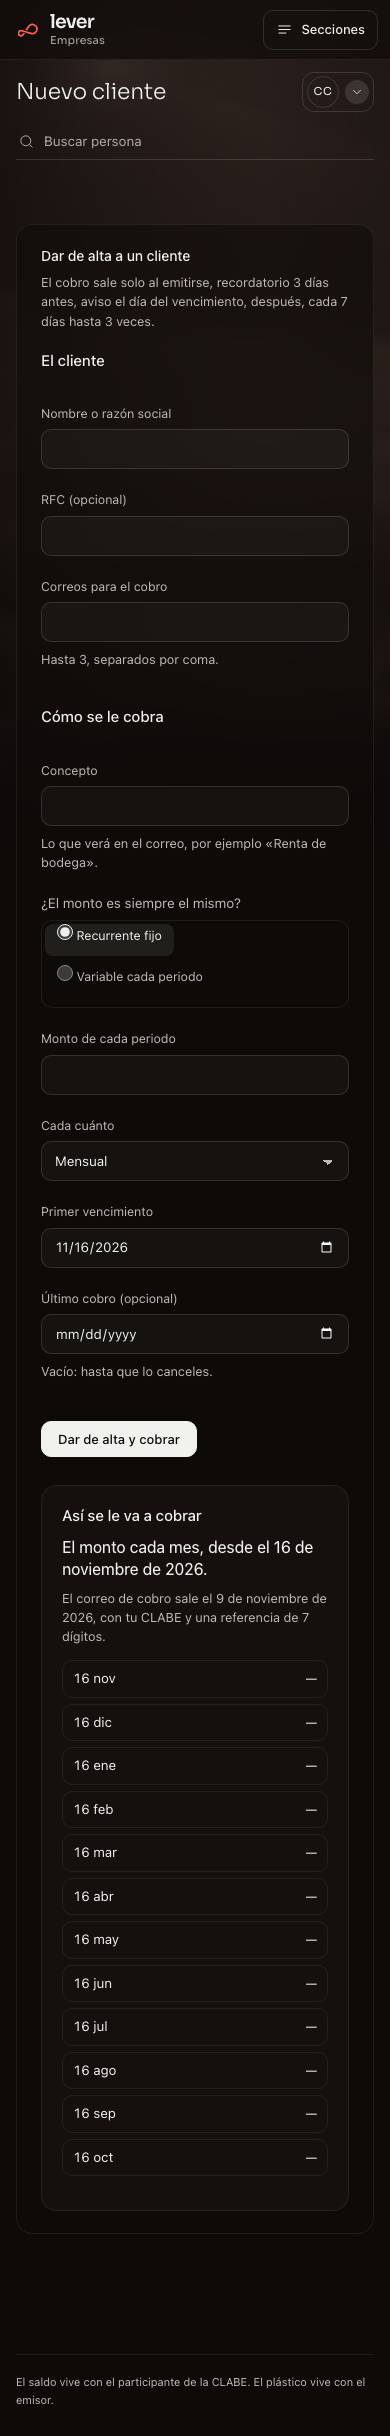 lever
Empresas
Secciones
Nuevo cliente
CC
Buscar persona
Dar de alta a un cliente
El cobro sale solo al emitirse, recordatorio 3 días
antes, aviso el día del vencimiento, después, cada 7
días hasta 3 veces.
El cliente
Nombre o razón social
RFC (opcional)
Correos para el cobro
Hasta 3, separados por coma.
Cómo se le cobra
Concepto
Lo que verá en el correo, por ejemplo «Renta de
bodega».
¿El monto es siempre el mismo?
Recurrente fijo
Variable cada periodo
Monto de cada periodo
Cada cuánto
Mensual
Primer vencimiento
11/16/2026
Último cobro (opcional)
mm/dd/yyyy
Vacío: hasta que lo canceles.
Dar de alta y cobrar
Así se le va a cobrar
El monto cada mes, desde el 16 de
noviembre de 2026.
El correo de cobro sale el 9 de noviembre de
2026, con tu CLABE y una referencia de 7
dígitos.
16 nov —
16 dic —
16 ene —
16 feb —
16 mar —
16 abr —
16 may —
16 jun —
16 jul —
16 ago —
16 sep —
16 oct —
El saldo vive con el participante de la CLABE. El plástico vive con el
emisor.